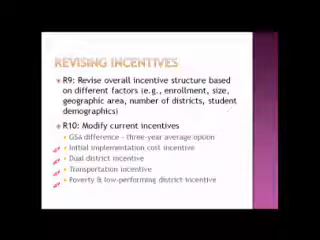 REVISING INCENTIVES
R9: Revise overall incentive structure based
on different factors (e.g., enrollment, size,
geographic area, number of districts, student
demographics)
R10: Modify current incentives
GSA difference - three-year average option
Initial implementation cost incentive
Dual district incentive
Transportation incentive
Poverty & low-performing district incentive